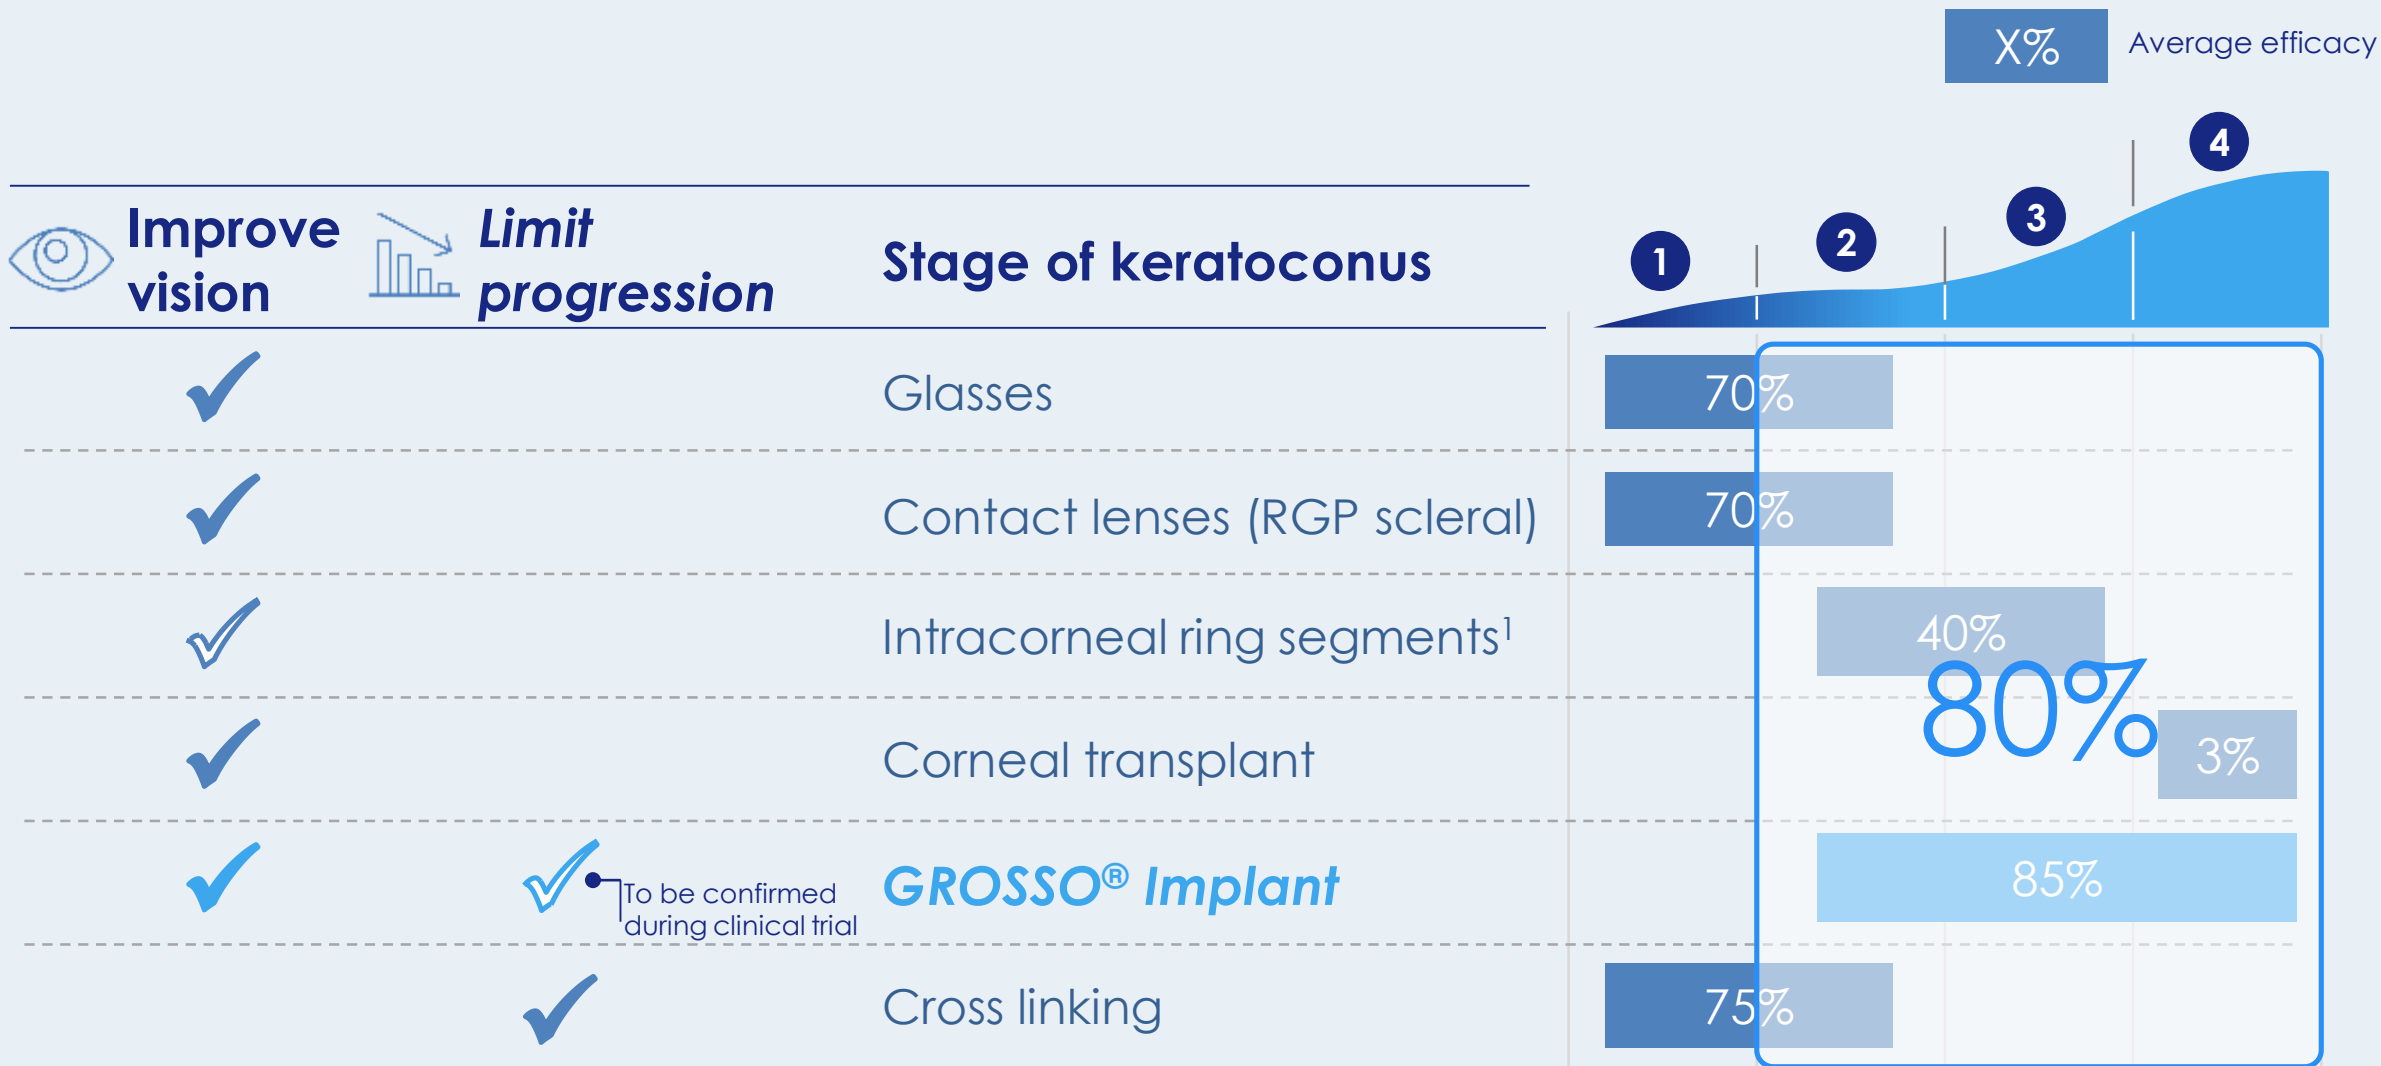 X% Average efficacy
4
3
2
1
Improve
vision
Limit
progression
Stage of keratoconus
Glasses
70%
Contact lenses (RGP scleral)
70%
Intracorneal ring segments¹
40%
80%
Corneal transplant
3%
To be confirmed
during clinical trial
GROSSO® Implant
85%
Cross linking
75%